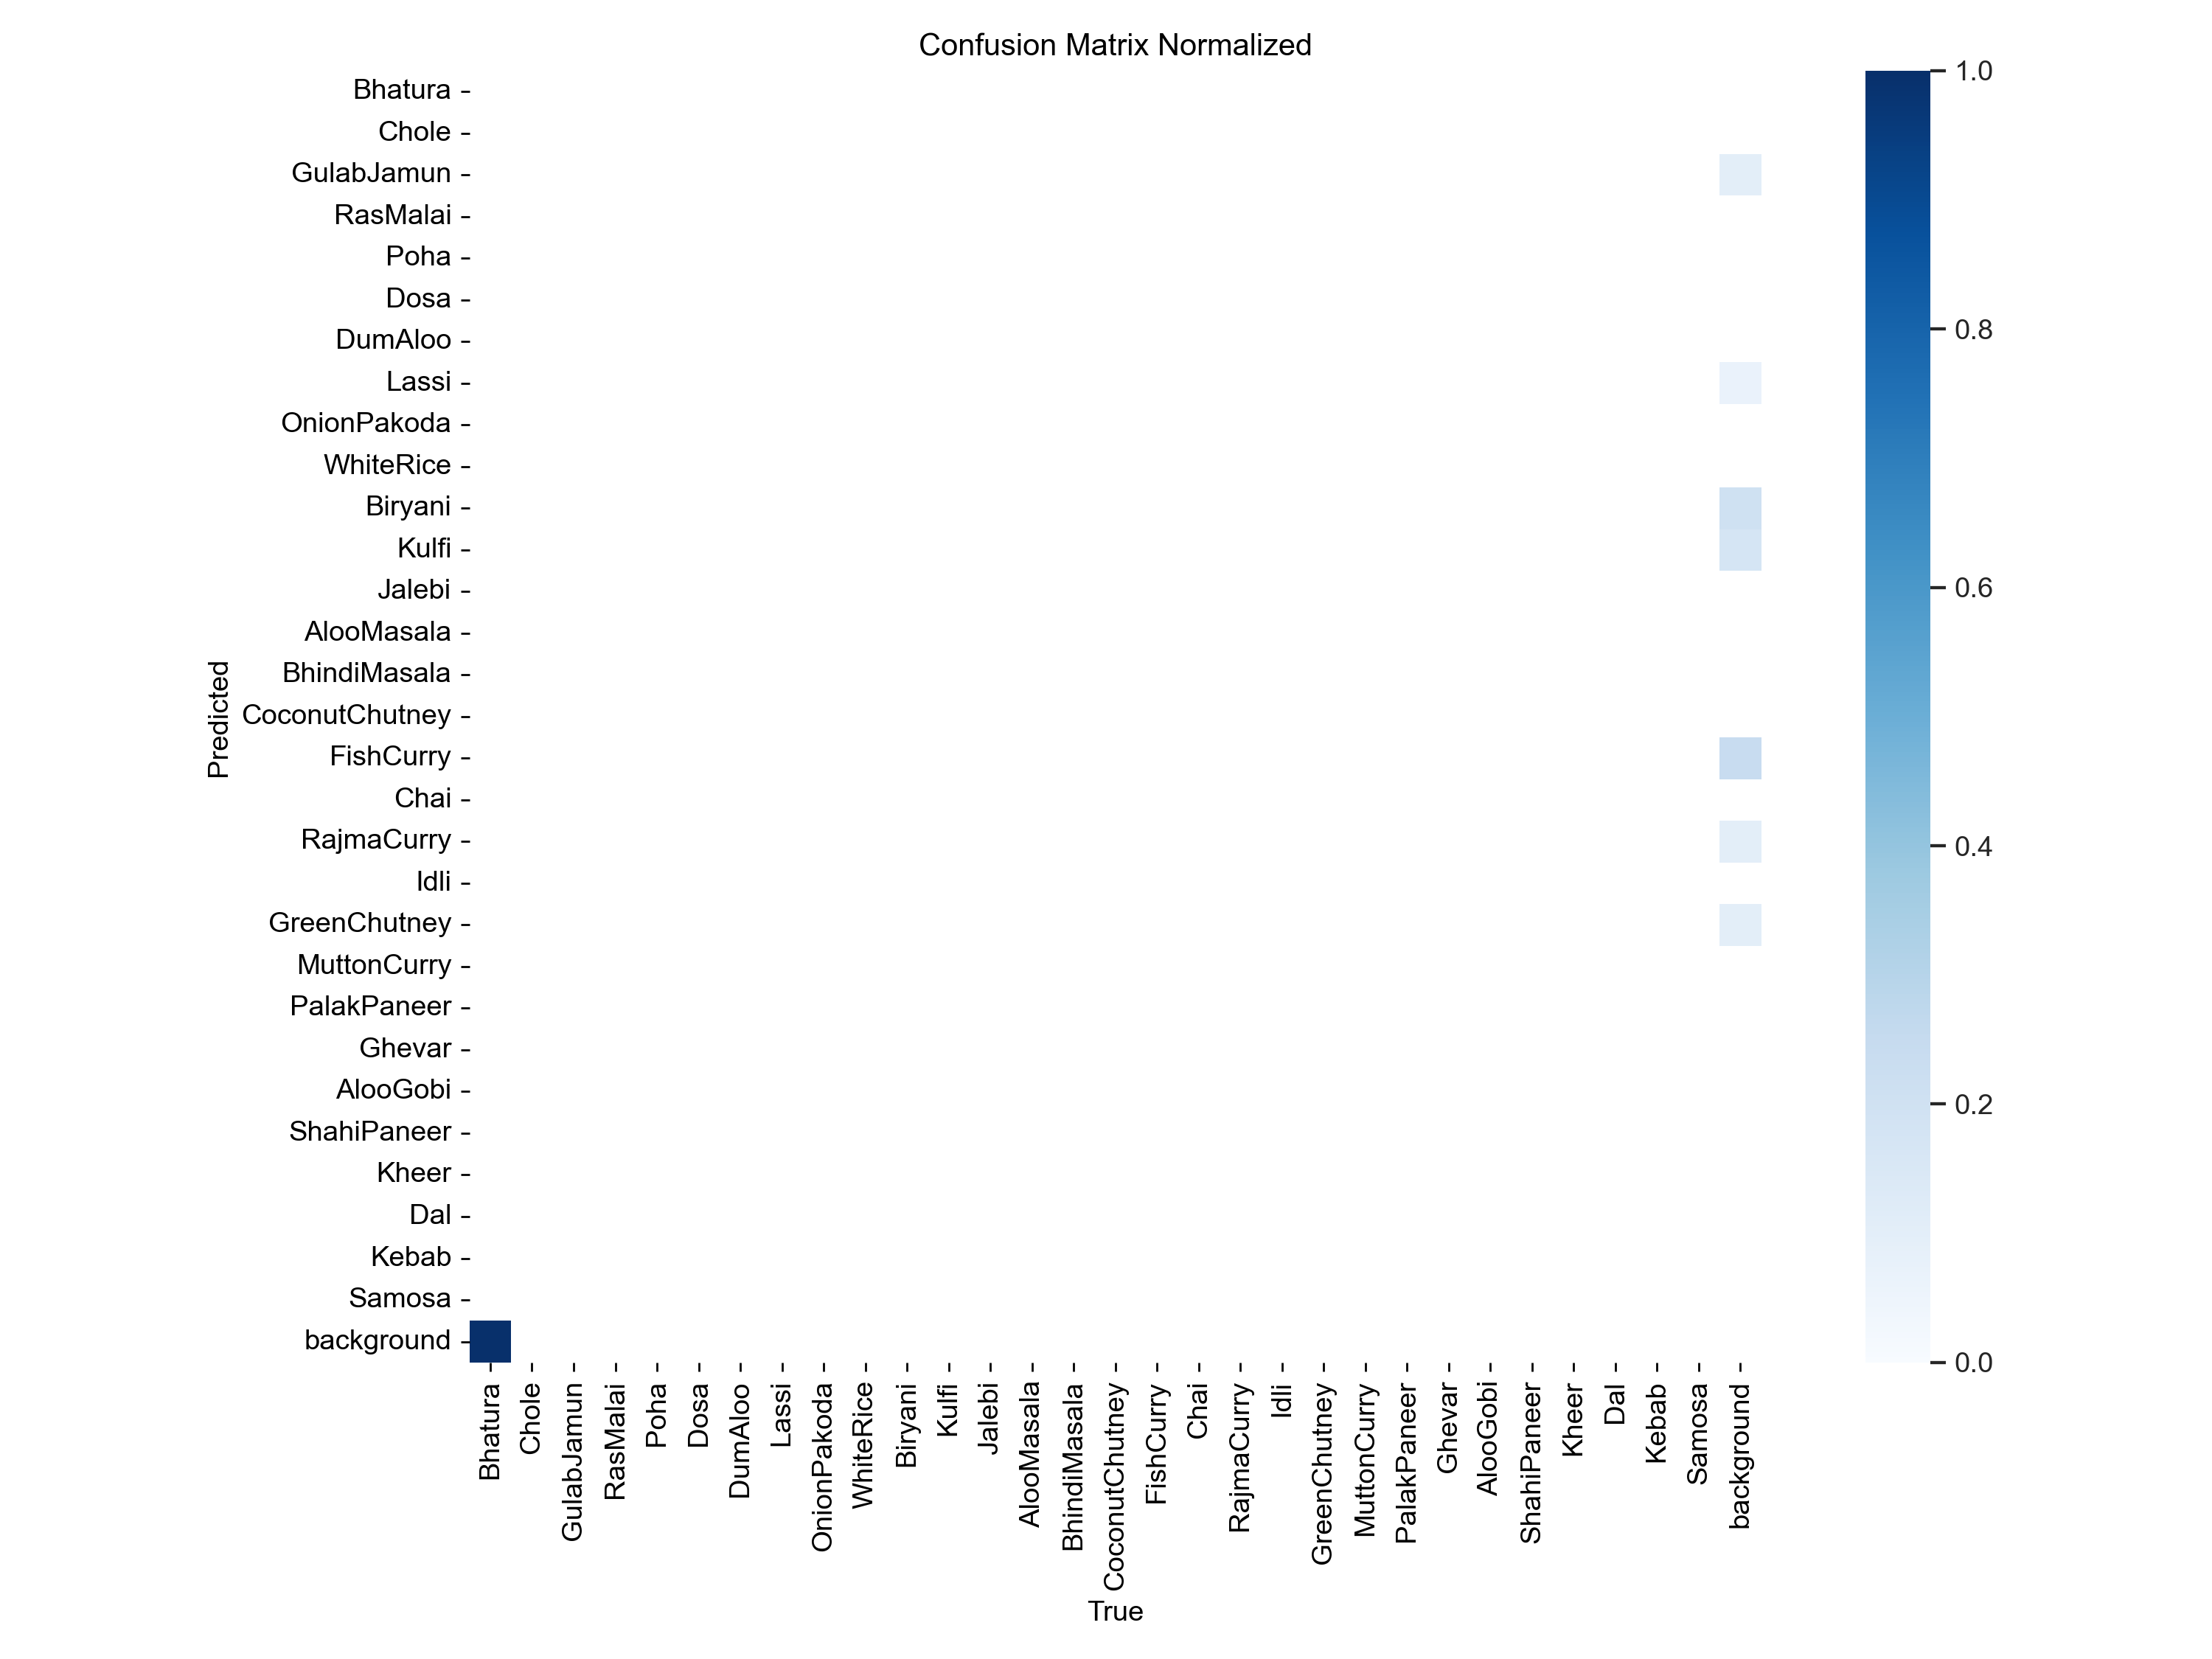 Confusion Matrix Normalized
Bhatura
Chole
GulabJamun
RasMalai
Poha
Dosa
DumAloo
Lassi
OnionPakoda
WhiteRice
Biryani
Kulfi
Jalebi
AlooMasala
BhindiMasala
CoconutChutney
FishCurry
Chai
RajmaCurry
Idli
GreenChutney
MuttonCurry
PalakPaneer
Ghevar
AlooGobi
ShahiPaneer
Kheer
Dal
Kebab
Samosa
background
Predicted
Bhatura
Chole
GulabJamun
RasMalai
Poha
Dosa
DumAloo
Lassi
OnionPakoda
WhiteRice
Biryani
Kulfi
Jalebi
AlooMasala
BhindiMasala
CoconutChutney
FishCurry
Chai
RajmaCurry
Idli
GreenChutney
MuttonCurry
PalakPaneer
Ghevar
AlooGobi
ShahiPaneer
Kheer
Dal
Kebab
Samosa
background
True
1.0
0.8
0.6
0.4
0.2
0.0